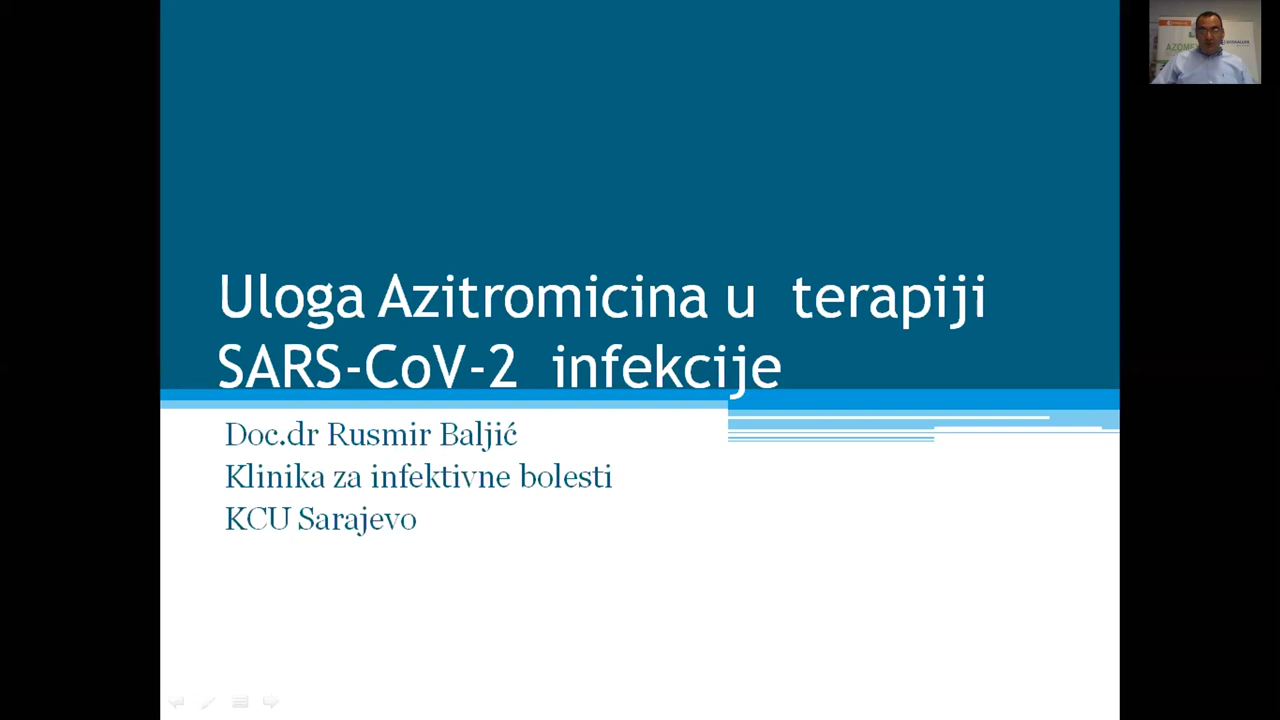 Uloga Azitromicina u terapiji
SARS-CoV-2 infekcije
Doc.dr Rusmir Baljić
Klinika za infektivne bolesti
KCU Sarajevo